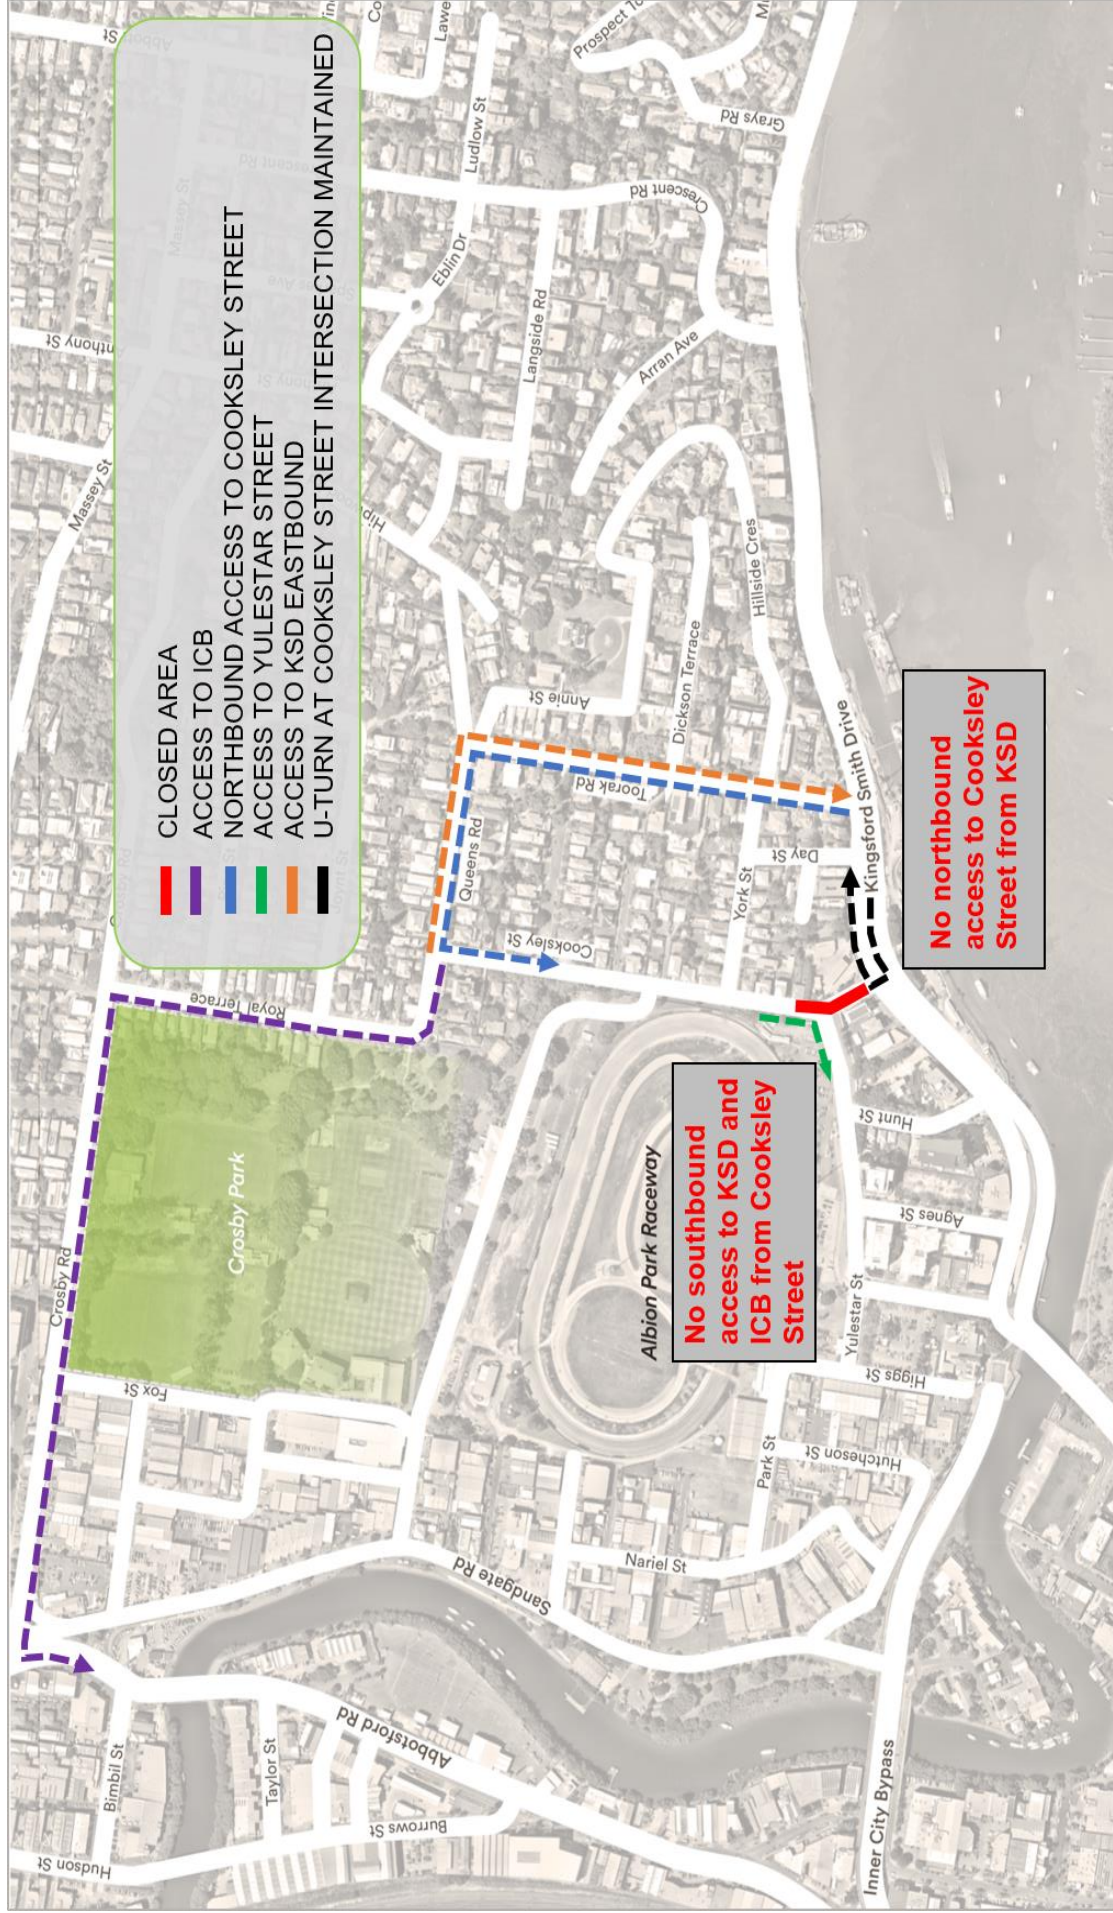 CLOSED AREA
ACCESS TO ICB
NORTHBOUND ACCESS TO COOKSLEY STREET
ACCESS TO YULESTAR STREET
ACCESS TO KSD EASTBOUND
U-TURN AT COOKSLEY STREET INTERSECTION MAINTAINED
No southbound
access to KSD and
ICB from Cooksley
Street
No northbound
access to Cooksley
Street from KSD
Hudson St
Bimbil St
Taylor St
Burrows St
Abbotsford Rd
Inner City Bypass
Sandgate Rd
Nariel St
Park St
Hutcheson St
Higgs St
Yulestar St
Agnes St
Hunt St
Albion Park Raceway
Crosby Park
Crosby Rd
Fox St
Royal Terrace
Cooksley St
Queens Rd
York St
Day St
Toorak Rd
Kingsford Smith Drive
Dickson Terrace
Annie St
Hillside Cres
Arran Ave
Langside Rd
Eblin Dr
Ludlow St
Crescent Rd
Grays Rd
Prospect
Massey St
Massey St
nthony St
Crescent Rd